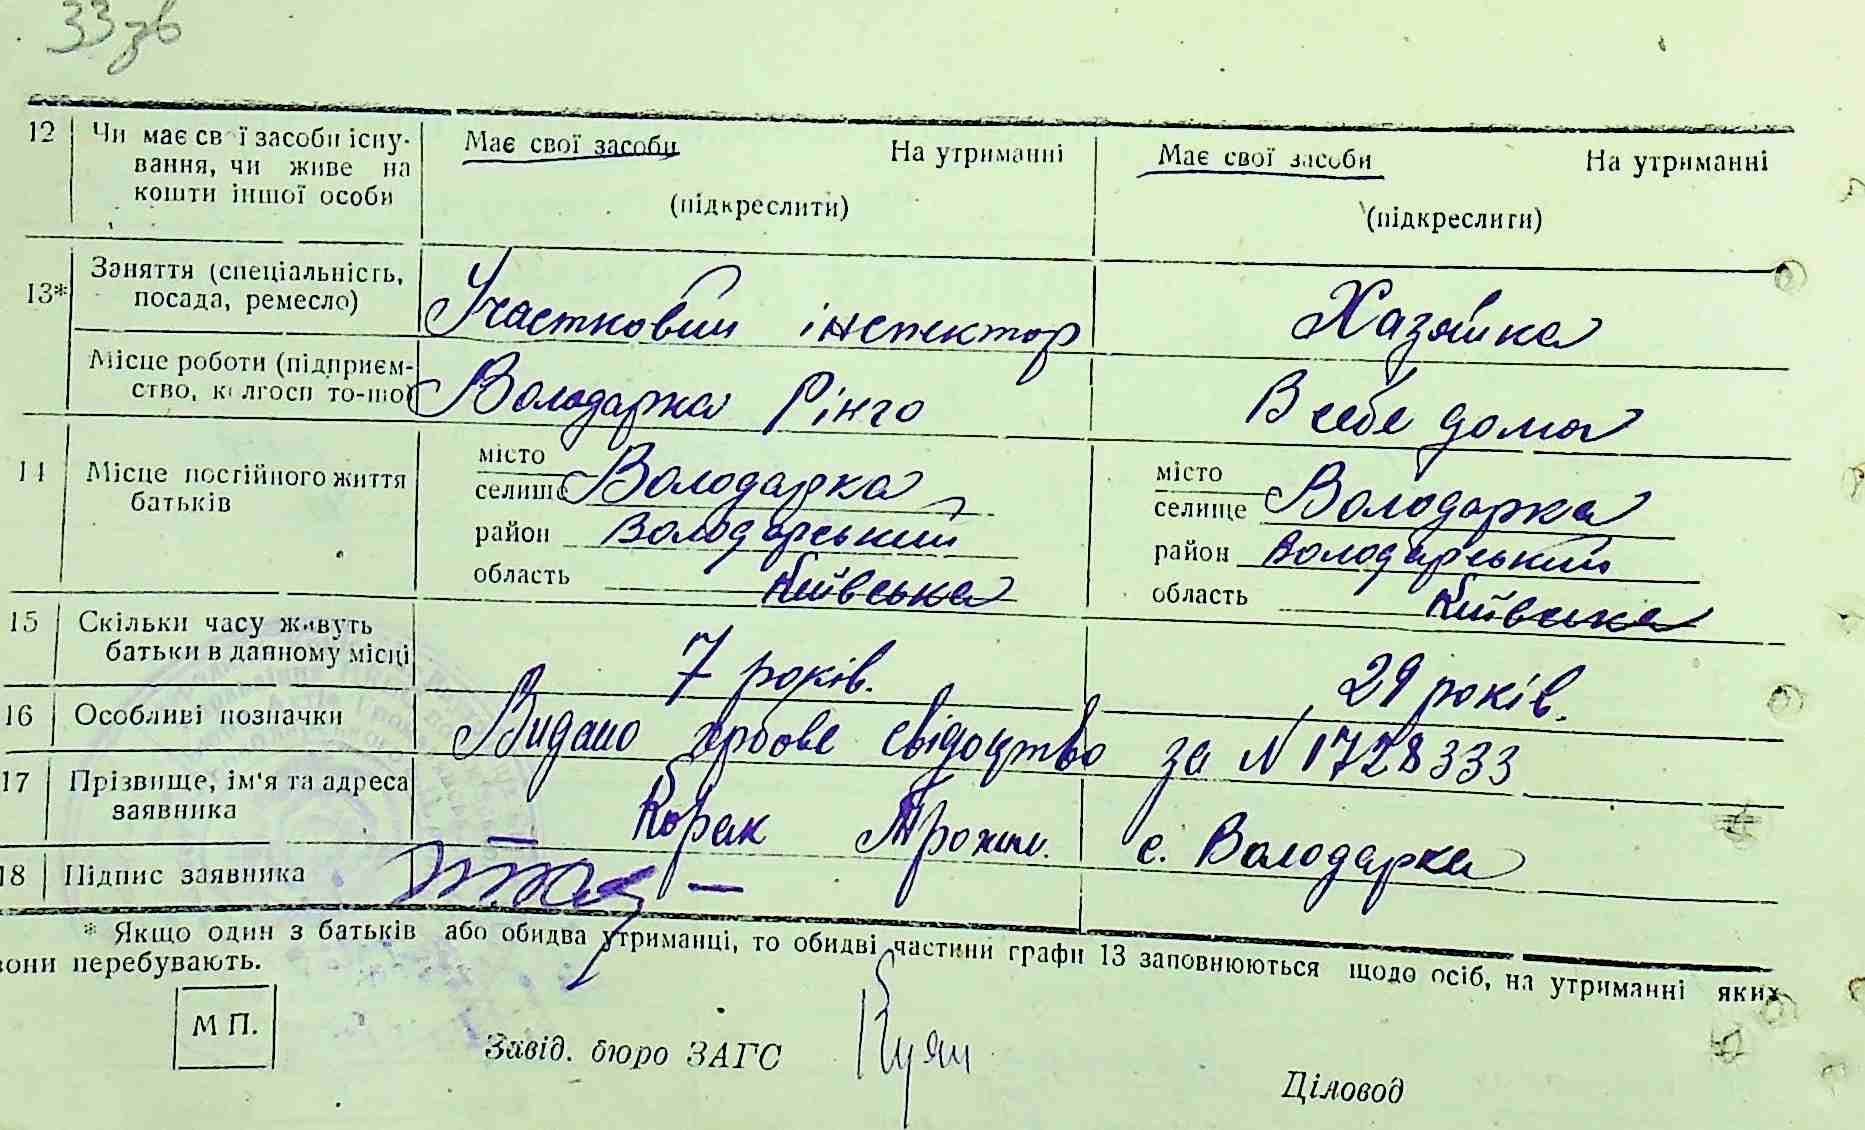 33 зв
12 Чи має свої засоби існу- Має свої засоби На утриманні Має свої засоби На утриманні
вання, чи живе на
кошти іншої особи (підкреслити) (підкреслити)
13* Заняття (спеціальність,
посада, ремесло) Участковий інспектор Хазяйка
Місце роботи (підприєм-
ство, колгосп то-що) Володарка Рінго В себе дома
14 Місце постійного життя
батьків
місто
селище Володарка
район Володарський
область Київська
місто
селище Володарка
район Володарський
область Київська
15 Скільки часу живуть
батьки в данному місці 7 років. 29 років.
16 Особливі позначки Видано гербове свідоцтво за N 1728333
17 Прізвище, ім'я та адреса
заявника Корак Трохим. с. Володарка
18 Підпис заявника
* Якщо один з батьків або обидва утриманці, то обидві частини графи 13 заповнюються щодо осіб, на утриманні яких
вони перебувають.
М П.
Завід. бюро ЗАГС
Діловод